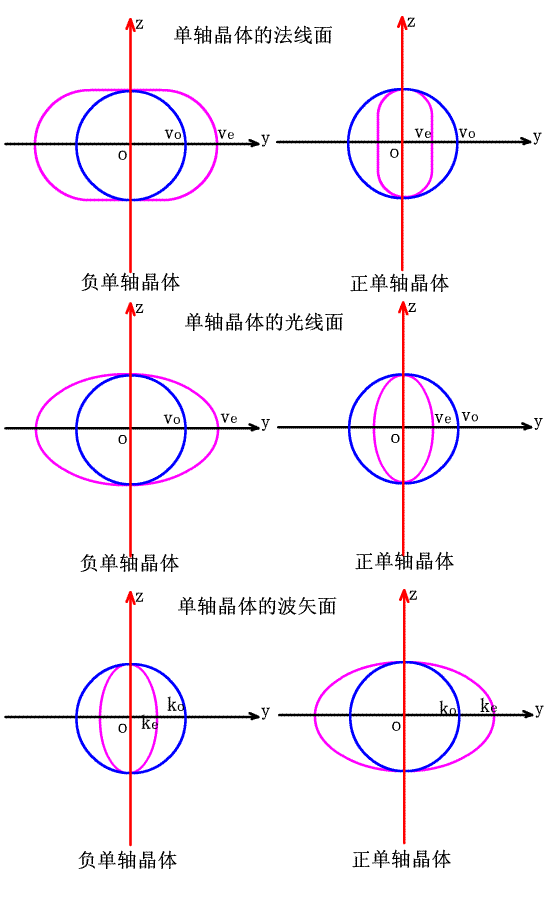 z 单轴晶体的法线面 z
vo ve y ve vo y
o o
负单轴晶体 正单轴晶体
z 单轴晶体的光线面 z
vo ve y ve vo y
o o
负单轴晶体 正单轴晶体
z 单轴晶体的波矢面 z
ko y ko ke y
o ke o
负单轴晶体 正单轴晶体